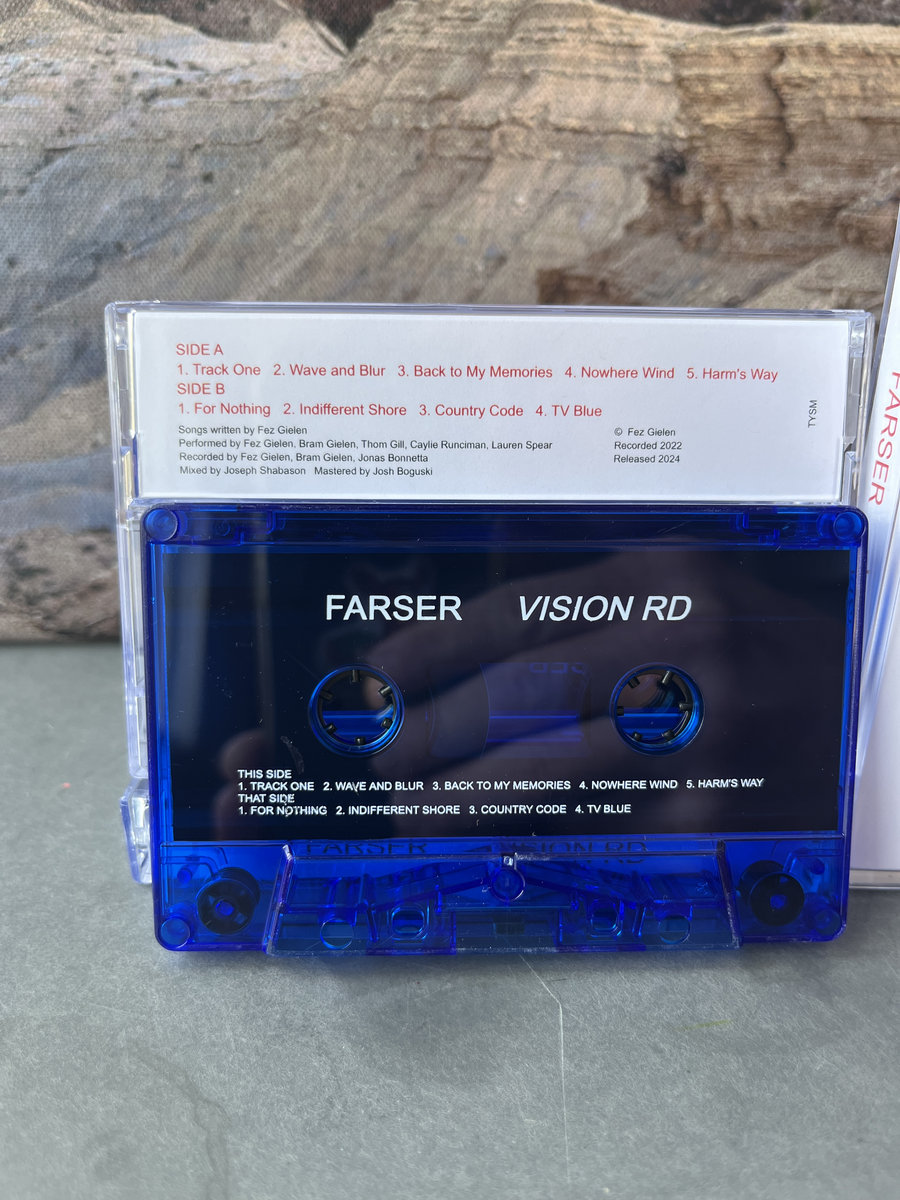 SIDE A
1. Track One 2. Wave and Blur 3. Back to My Memories 4. Nowhere Wind 5. Harm's Way
SIDE B
1. For Nothing 2. Indifferent Shore 3. Country Code 4. TV Blue
Songs written by Fez Gielen
Performed by Fez Gielen, Bram Gielen, Thom Gill, Caylie Runciman, Lauren Spear
Recorded by Fez Gielen, Bram Gielen, Jonas Bonnetta
Mixed by Joseph Shabason Mastered by Josh Boguski
© Fez Gielen
Recorded 2022
Released 2024
TYSM
FARSER
FARSER VISION RD
THIS SIDE
1. TRACK ONE 2. WAVE AND BLUR 3. BACK TO MY MEMORIES 4. NOWHERE WIND 5. HARM'S WAY
THAT SIDE
1. FOR NOTHING 2. INDIFFERENT SHORE 3. COUNTRY CODE 4. TV BLUE
FARSER VISION RD